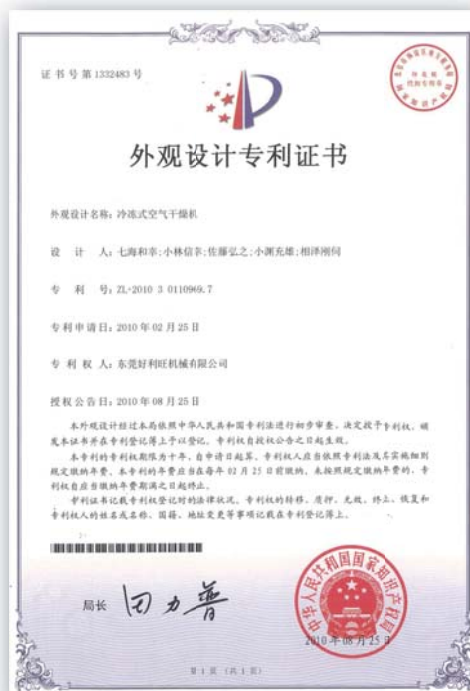 证书号第1332483号
外观设计专利证书
外观设计名称：冷冻式空气干燥机
设 计 人：七海和幸;小林信幸;佐藤弘之;小渊充雄;相泽刚伺
专 利 号：ZL 2010 3 0110969.7
专利申请日：2010年02月25日
专 利 权 人：东莞好利旺机械有限公司
授权公告日：2010年08月25日
本外观设计经过本局依照中华人民共和国专利法进行初步审查，决定授予专利权，颁
发本证书并在专利登记簿上予以登记。专利权自授权公告之日起生效。
本专利的专利权期限为十年，自申请日起算。专利权人应当依照专利法及其实施细则
规定缴纳年费。本专利的年费应当在每年02月25日前缴纳。未按照规定缴纳年费的，专
利权自应当缴纳年费期满之日起终止。
专利证书记载专利权登记时的法律状况。专利权的转移、质押、无效、终止、恢复和
专利权人的姓名或名称、国籍、地址变更等事项记载在专利登记簿上。
局长 田力普
中华人民共和国国家知识产权局
2010年08月25日
第1页（共1页）